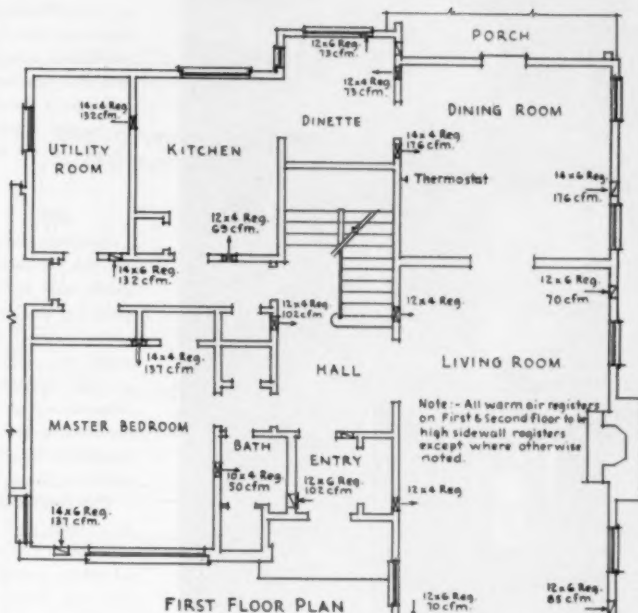 12x6 Reg.
73 cfm.
PORCH
12x4 Reg.
73 cfm.
14x4 Reg.
132 cfm.
DINETTE
DINING ROOM
UTILITY
ROOM
KITCHEN
14x4 Reg.
176 cfm.
Thermostat
14x6 Reg.
176 cfm.
12x4 Reg.
69 cfm.
14x6 Reg.
132 cfm.
12x6 Reg.
70 cfm.
12x4 Reg.
102 cfm.
12x4 Reg.
14x4 Reg.
137 cfm.
HALL
LIVING ROOM
Note:- All warm air registers
on First & Second floor to be
high sidewall registers
except where otherwise
noted.
MASTER BEDROOM
BATH
ENTRY
10x4 Reg.
50 cfm.
12x6 Reg.
102 cfm.
12x4 Reg.
14x6 Reg.
137 cfm.
FIRST FLOOR PLAN
12x6 Reg.
70 cfm.
12x6 Reg.
88 cfm.